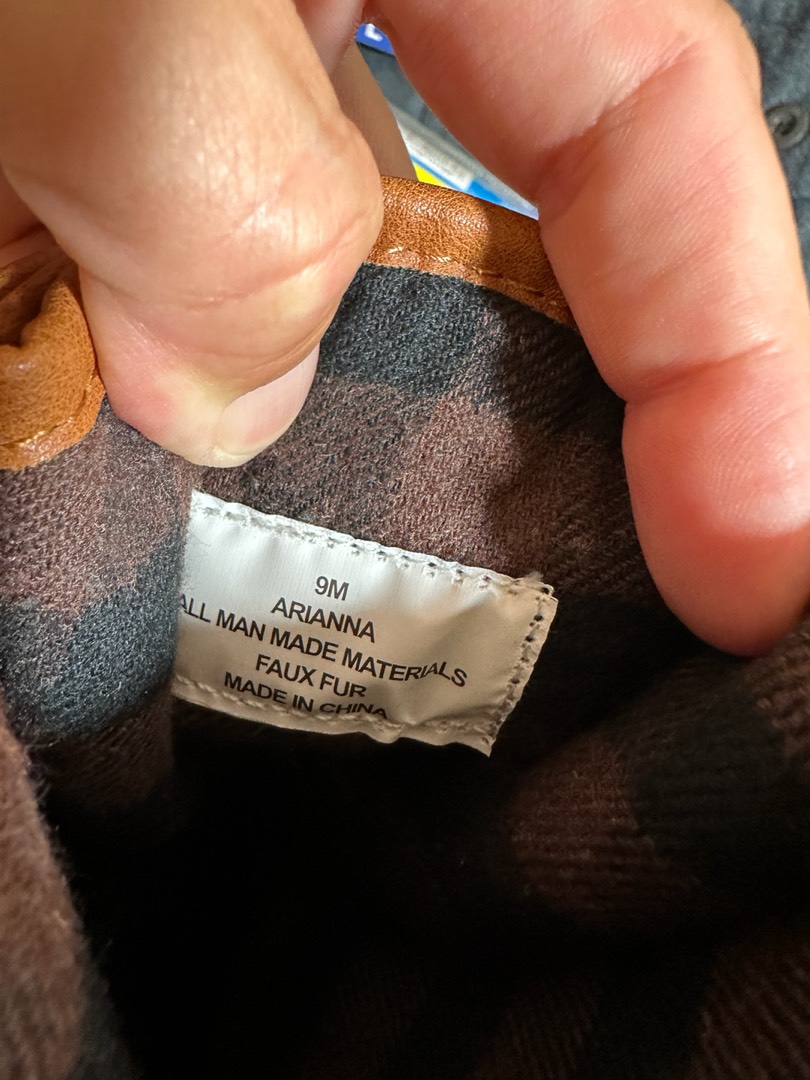 9M
ARIANNA
ALL MAN MADE MATERIALS
FAUX FUR
MADE IN CHINA